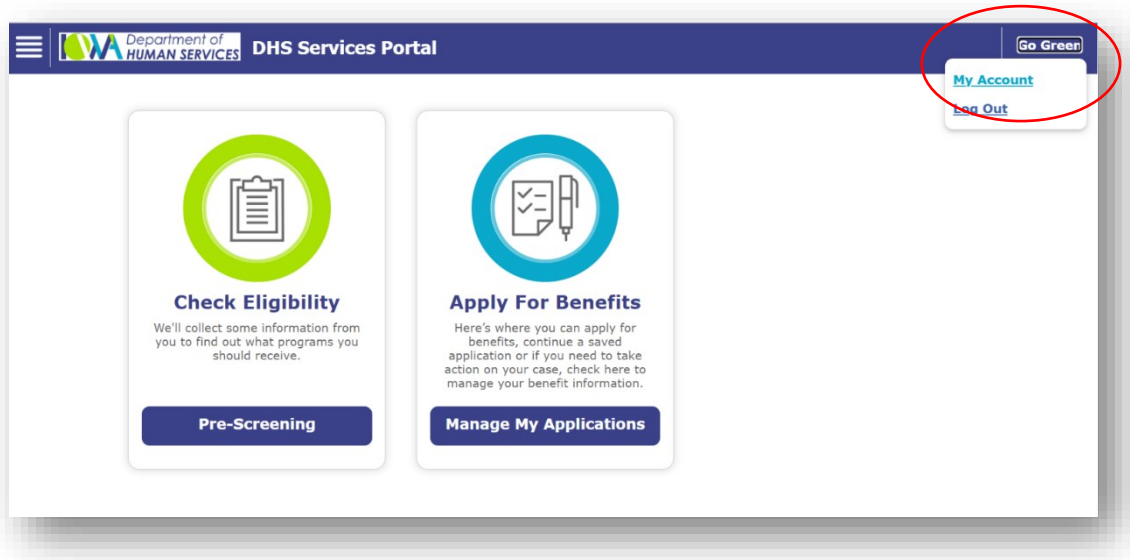 IOWA Department of HUMAN SERVICES DHS Services Portal
Go Green
My Account
Log Out
Check Eligibility
We'll collect some information from
you to find out what programs you
should receive.
Pre-Screening
Apply For Benefits
Here's where you can apply for
benefits, continue a saved
application or if you need to take
action on your case, check here to
manage your benefit information.
Manage My Applications